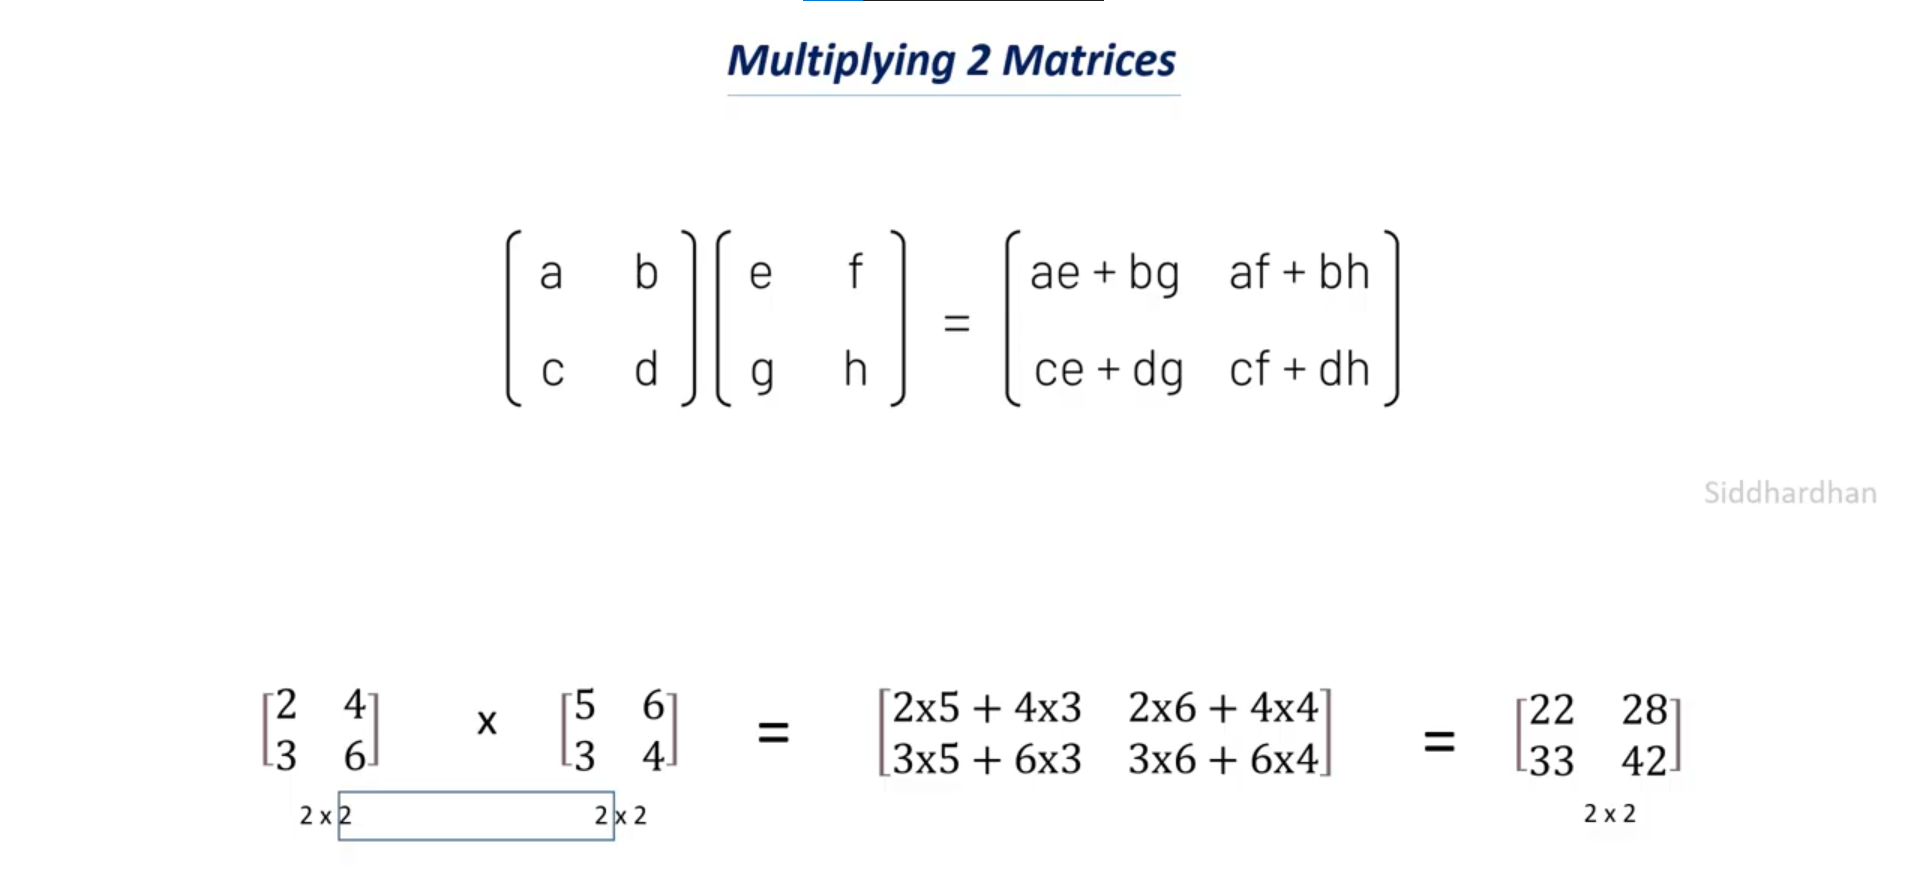 Multiplying 2 Matrices
a b e f ae + bg af + bh
=
c d g h ce + dg cf + dh
Siddhardhan
[2 4] x [5 6] = [2x5 + 4x3 2x6 + 4x4] = [22 28]
[3 6] [3 4] [3x5 + 6x3 3x6 + 6x4] [33 42]
2 x 2 2 x 2 2 x 2